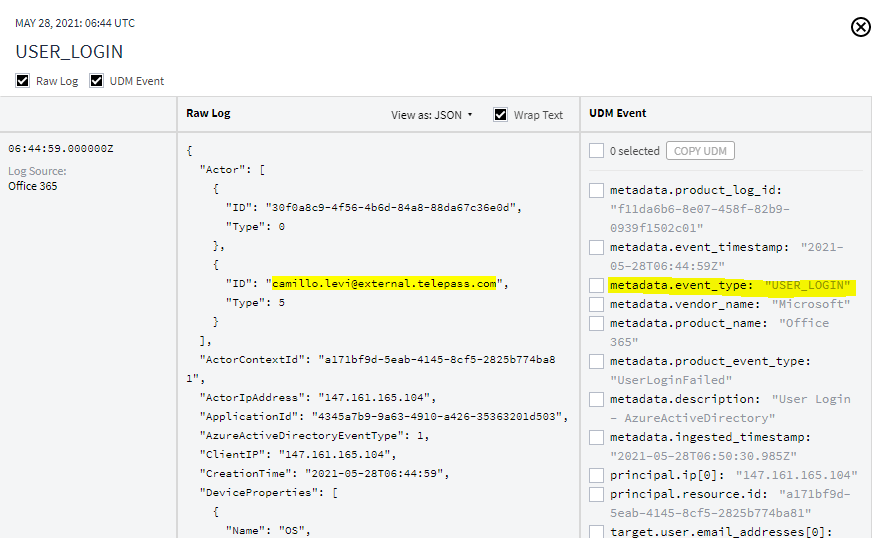 MAY 28, 2021: 06:44 UTC
USER_LOGIN
Raw Log
UDM Event
Raw Log
View as: JSON
Wrap Text
UDM Event
06:44:59.000000Z
Log Source:
Office 365
{
"Actor": [
{
"ID": "30f0a8c9-4f56-4b6d-84a8-88da67c36e0d",
"Type": 0
},
{
"ID": "camillo.levi@external.telepass.com",
"Type": 5
}
],
"ActorContextId": "a171bf9d-5eab-4145-8cf5-2825b774ba8
1",
"ActorIpAddress": "147.161.165.104",
"ApplicationId": "4345a7b9-9a63-4910-a426-35363201d503",
"AzureActiveDirectoryEventType": 1,
"ClientIP": "147.161.165.104",
"CreationTime": "2021-05-28T06:44:59",
"DeviceProperties": [
{
"Name": "OS",
0 selected
COPY UDM
metadata.product_log_id:
"f11da6b6-8e07-458f-82b9-
0939f1502c01"
metadata.event_timestamp: "2021-
05-28T06:44:59Z"
metadata.event_type: "USER_LOGIN"
metadata.vendor_name: "Microsoft"
metadata.product_name: "Office
365"
metadata.product_event_type:
"UserLoginFailed"
metadata.description: "User Login
- AzureActiveDirectory"
metadata.ingested_timestamp:
"2021-05-28T06:50:30.985Z"
principal.ip[0]: "147.161.165.104"
principal.resource.id: "a171bf9d-
5eab-4145-8cf5-2825b774ba81"
target.user.email_addresses[0]: